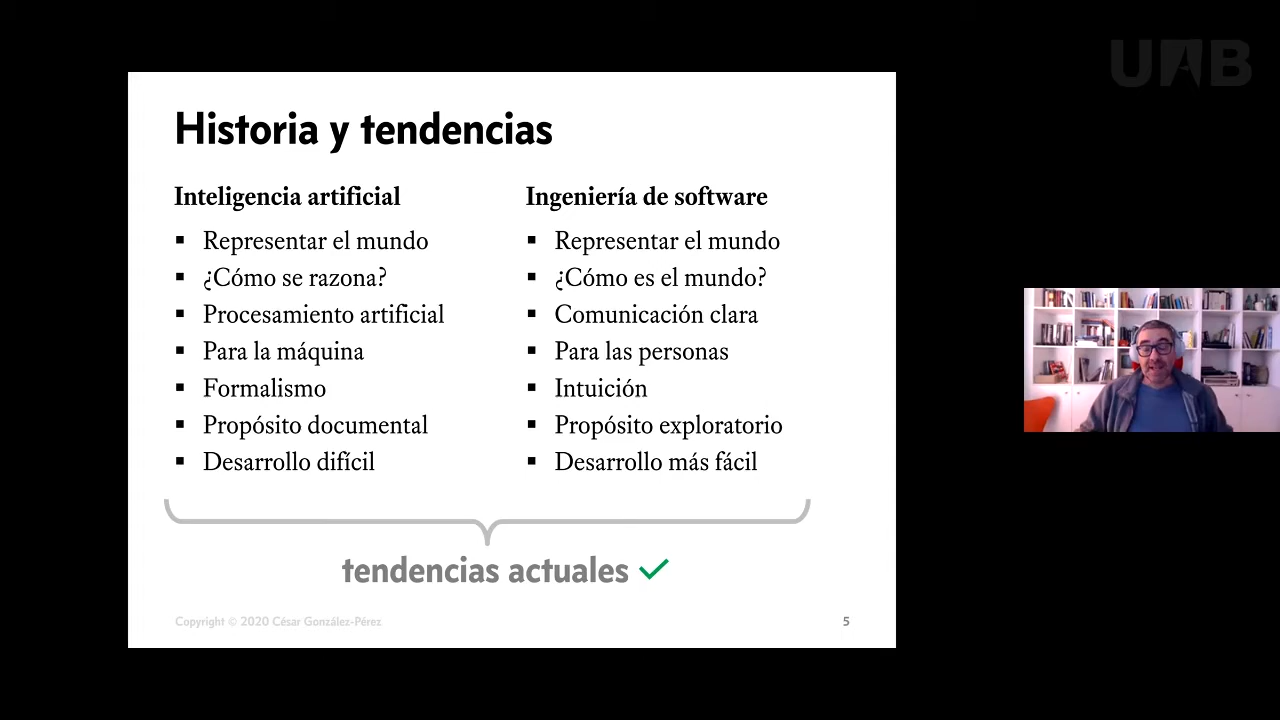 UAB
Historia y tendencias
Inteligencia artificial
▪ Representar el mundo
▪ ¿Cómo se razona?
▪ Procesamiento artificial
▪ Para la máquina
▪ Formalismo
▪ Propósito documental
▪ Desarrollo difícil
Ingeniería de software
▪ Representar el mundo
▪ ¿Cómo es el mundo?
▪ Comunicación clara
▪ Para las personas
▪ Intuición
▪ Propósito exploratorio
▪ Desarrollo más fácil
tendencias actuales ✓
Copyright © 2020 César González-Pérez
5